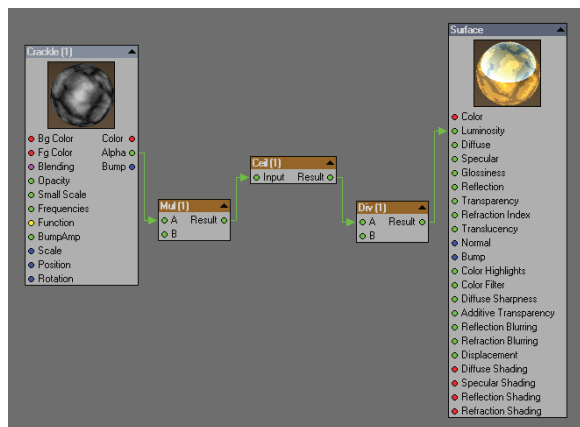 Crackle (1)
Bg Color Color
Fg Color Alpha
Blending Bump
Opacity
Small Scale
Frequencies
Function
BumpAmp
Scale
Position
Rotation
Mul (1)
A Result
B
Ceil (1)
Input Result
Div (1)
A Result
B
Surface
Color
Luminosity
Diffuse
Specular
Glossiness
Reflection
Transparency
Refraction Index
Translucency
Normal
Bump
Color Highlights
Color Filter
Diffuse Sharpness
Additive Transparency
Reflection Blurring
Refraction Blurring
Displacement
Diffuse Shading
Specular Shading
Reflection Shading
Refraction Shading